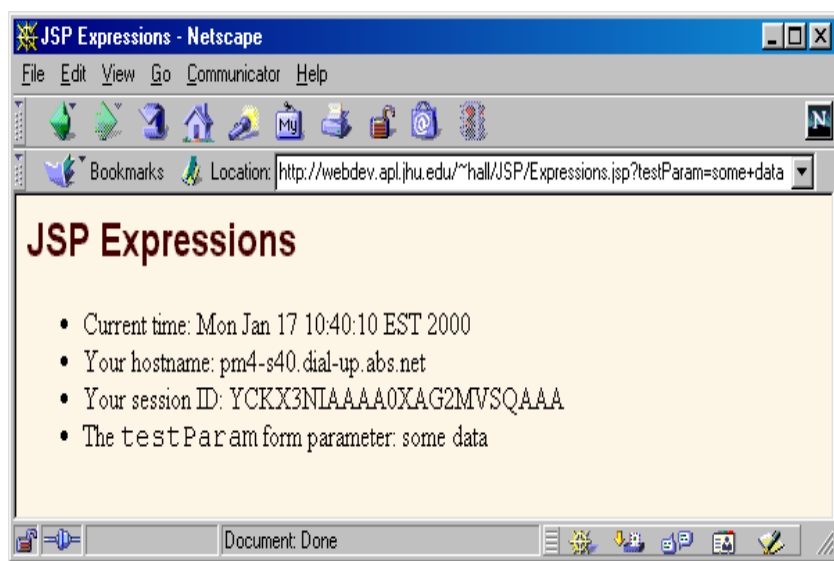 JSP Expressions - Netscape
File Edit View Go Communicator Help
My
N
Bookmarks Location: http://webdev.apl.jhu.edu/~hall/JSP/Expressions.jsp?testParam=some+data
JSP Expressions
• Current time: Mon Jan 17 10:40:10 EST 2000
• Your hostname: pm4-s40.dial-up.abs.net
• Your session ID: YCKX3NIAAAA0XAG2MVSQAAA
• The testParam form parameter: some data
Document: Done